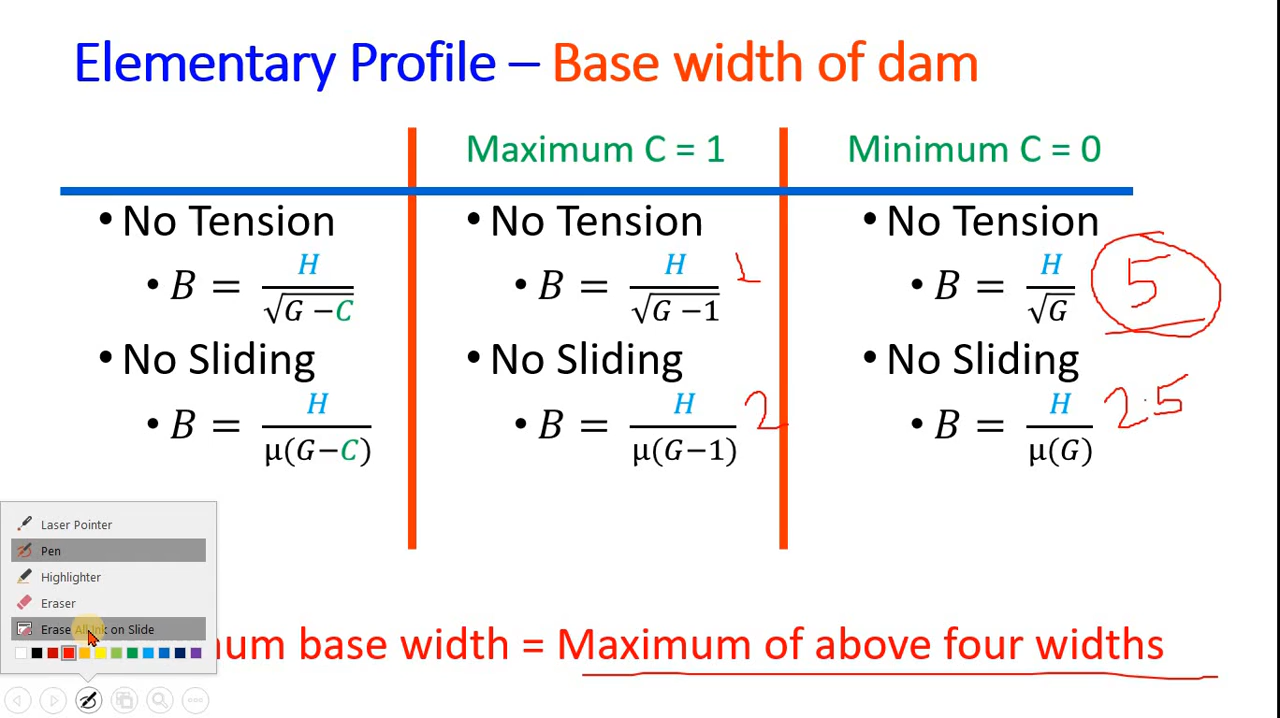 Elementary Profile – Base width of dam
Maximum C = 1
Minimum C = 0
• No Tension
• B = H / √(G – C)
• No Sliding
• B = H / μ(G–C)
• No Tension
• B = H / √(G – 1) 1
• No Sliding
• B = H / μ(G–1) 2
• No Tension
• B = H / √G 5
• No Sliding
• B = H / μ(G) 2.5
num base width = Maximum of above four widths
Laser Pointer
Pen
Highlighter
Eraser
Erase All Ink on Slide